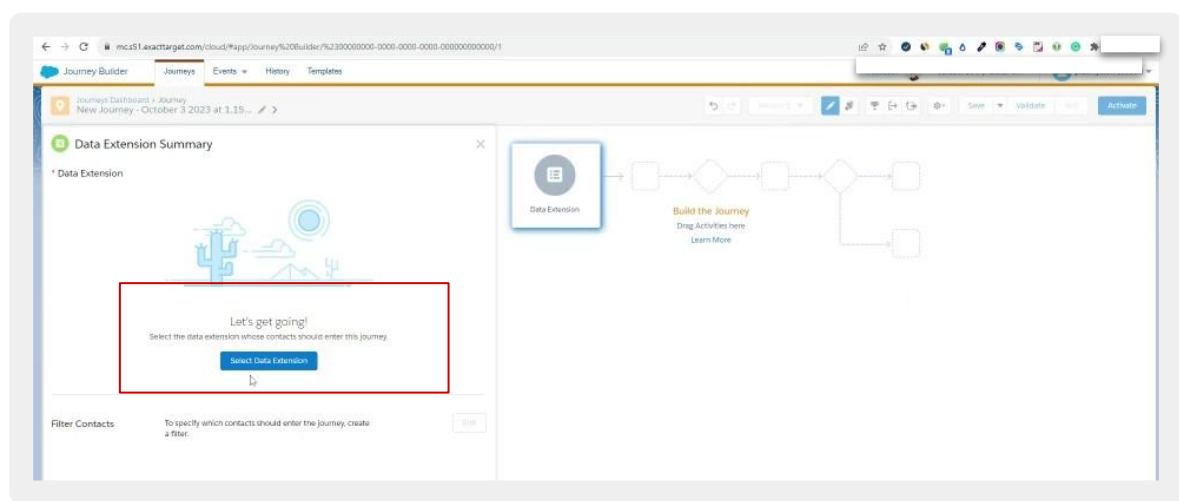 mc.s51.exacttarget.com/cloud/#app/Journey%20Builder/%2300000000-0000-0000-0000-000000000000/1
Journey Builder
Journeys
Events
History
Templates
Journeys Dashboard > Journey
New Journey - October 3 2023 at 1.15...
Save
Validate
Activate
Data Extension Summary
* Data Extension
Let's get going!
Select the data extension whose contacts should enter this journey.
Select Data Extension
Filter Contacts
To specify which contacts should enter the journey, create
a filter.
Edit
Data Extension
Build the Journey
Drag Activities here
Learn More